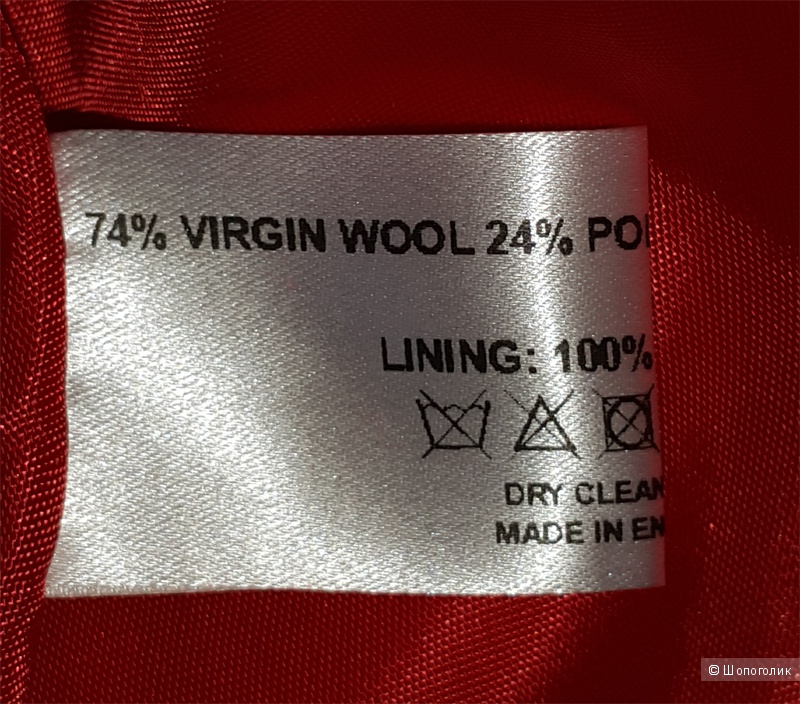 74% VIRGIN WOOL 24% PO
LINING: 100%
DRY CLEAN
MADE IN EN
© Шопоголик